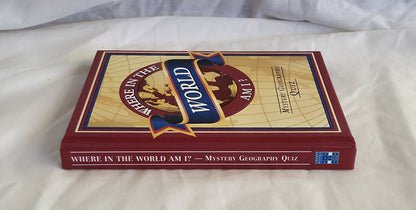 WHERE IN THE
WORLD
AM I?
MYSTERY GEOGRAPHY
QUIZ
WHERE IN THE WORLD AM I? — MYSTERY GEOGRAPHY QUIZ